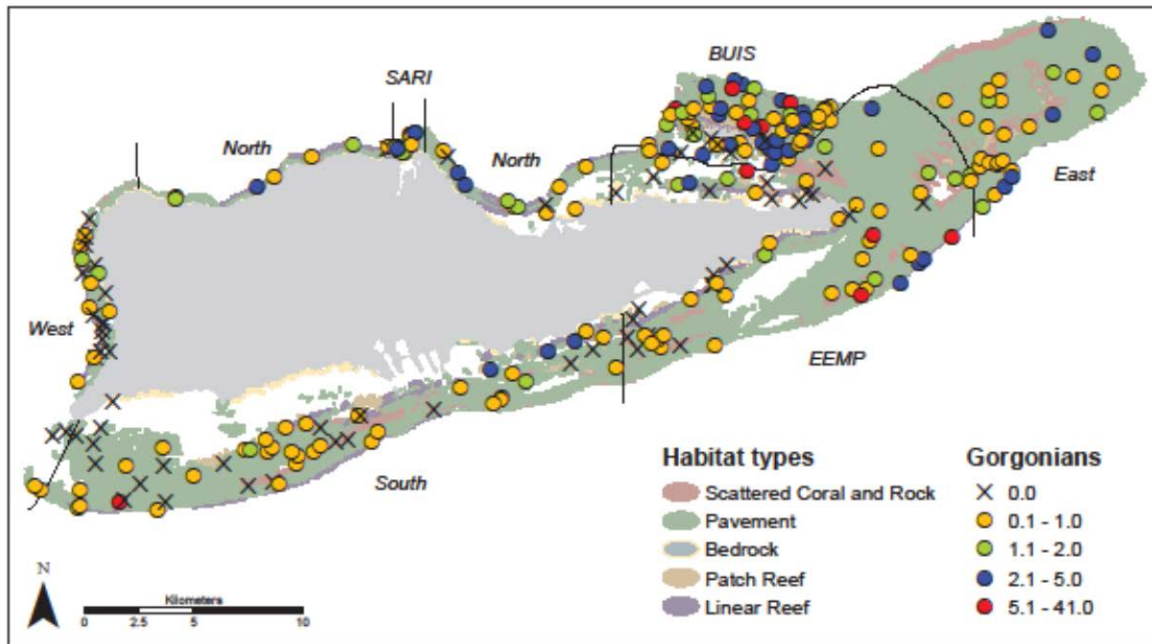 BUIS
SARI
North
North
East
West
EEMP
South
Habitat types
Scattered Coral and Rock
Pavement
Bedrock
Patch Reef
Linear Reef
Gorgonians
0.0
0.1 - 1.0
1.1 - 2.0
2.1 - 5.0
5.1 - 41.0
N
Kilometers
0 2.5 5 10